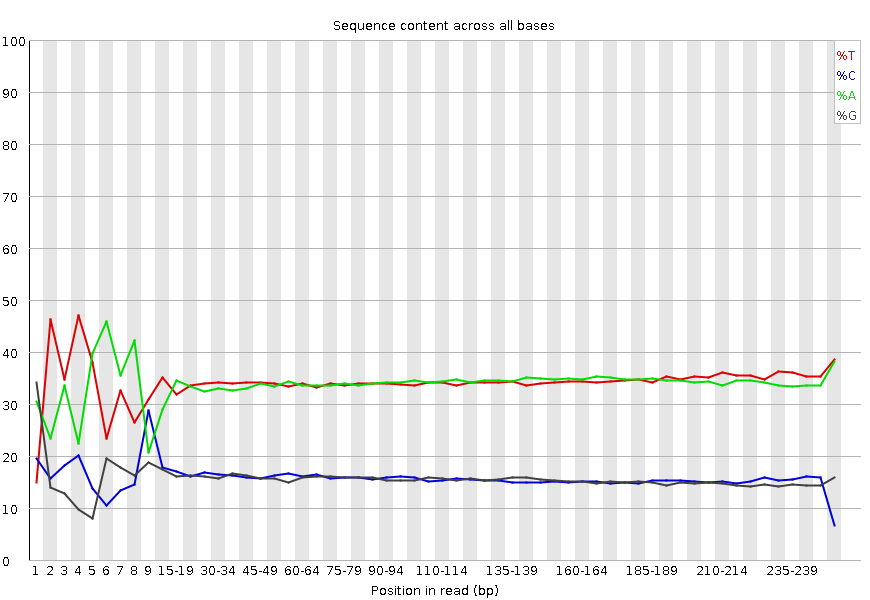 Sequence content across all bases
100
90
80
70
60
50
40
30
20
10
0
%T
%C
%A
%G
1 2 3 4 5 6 7 8 9 15-19 30-34 45-49 60-64 75-79 90-94 110-114 135-139 160-164 185-189 210-214 235-239
Position in read (bp)